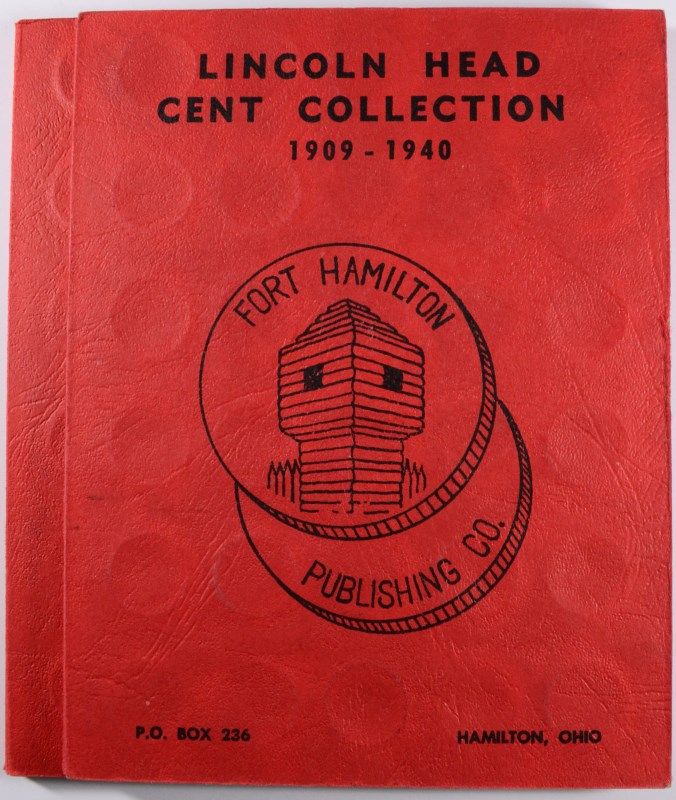 LINCOLN HEAD
CENT COLLECTION
1909 - 1940
FORT HAMILTON
PUBLISHING CO.
P.O. BOX 236
HAMILTON, OHIO